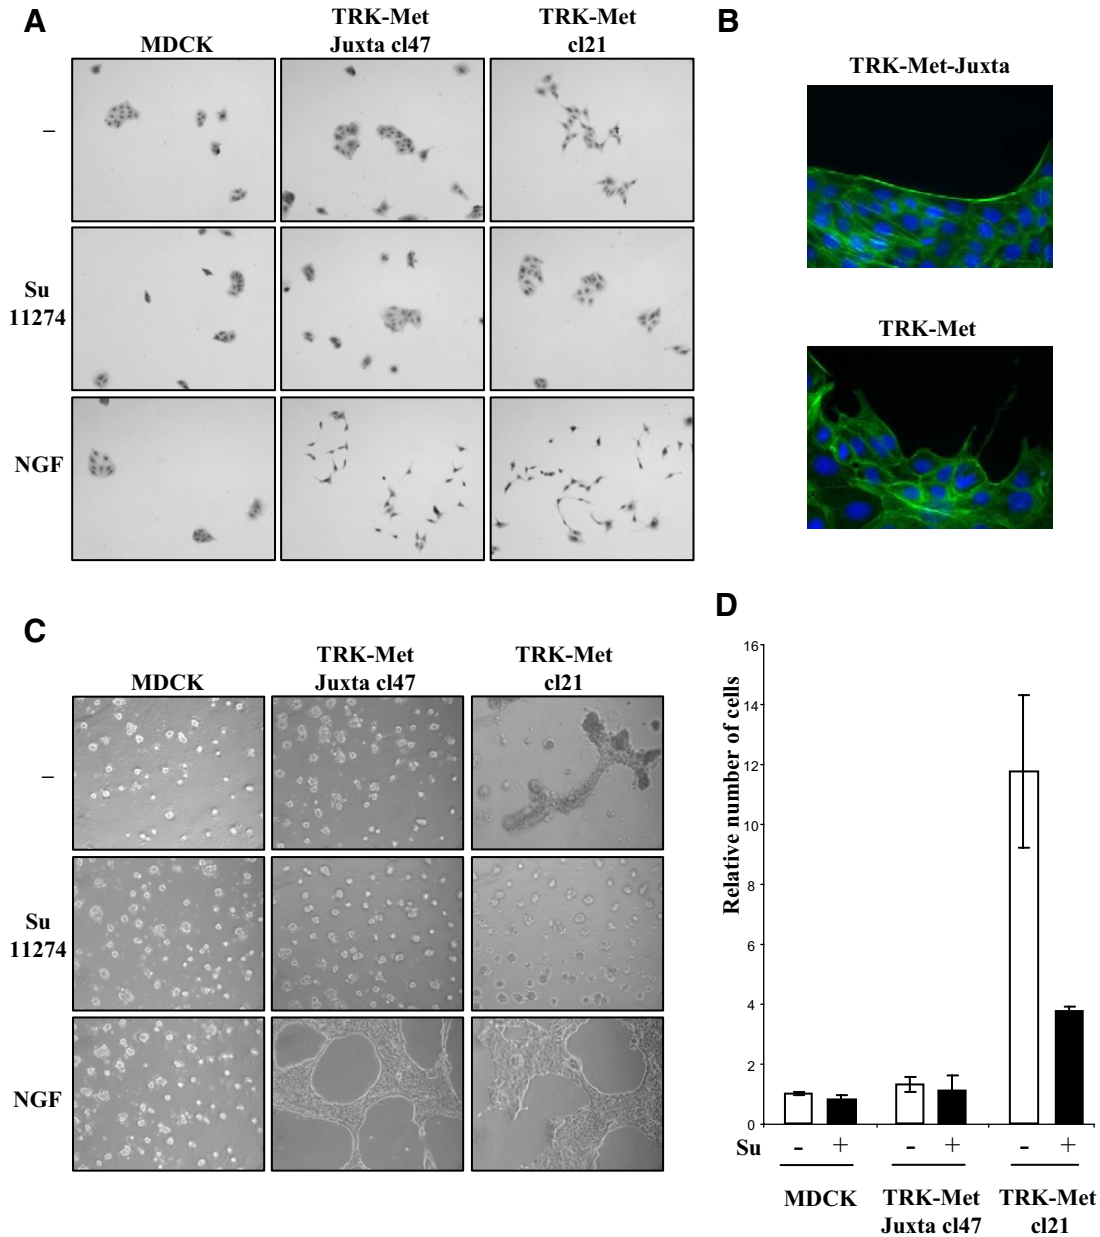 A
MDCK
TRK-Met
Juxta cl47
TRK-Met
cl21
–
Su
11274
NGF
B
TRK-Met-Juxta
TRK-Met
C
MDCK
TRK-Met
Juxta cl47
TRK-Met
cl21
–
Su
11274
NGF
D
Relative number of cells
16
14
12
10
8
6
4
2
0
Su - + - + - +
MDCK
TRK-Met
Juxta cl47
TRK-Met
cl21